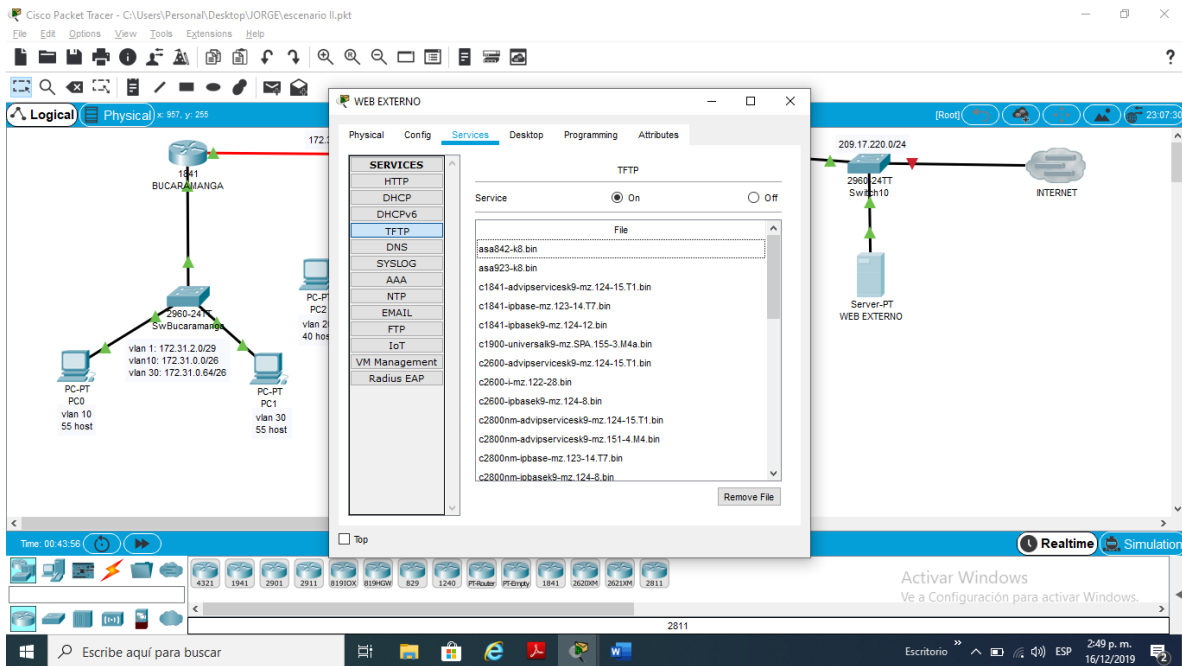 Cisco Packet Tracer - C:\Users\Personal\Desktop\JORGE\escenario II.pkt
File Edit Options View Tools Extensions Help
?
Logical Physical x: 957, y: 255
[Root] 23:07:30
WEB EXTERNO
Physical Config Services Desktop Programming Attributes
SERVICES
HTTP
DHCP
DHCPv6
TFTP
DNS
SYSLOG
AAA
NTP
EMAIL
FTP
IoT
VM Management
Radius EAP
TFTP
Service On Off
File
asa842-k8.bin
asa923-k8.bin
c1841-advipservicesk9-mz.124-15.T1.bin
c1841-ipbase-mz.123-14.T7.bin
c1841-ipbasek9-mz.124-12.bin
c1900-universalk9-mz.SPA.155-3.M4a.bin
c2600-advipservicesk9-mz.124-15.T1.bin
c2600-i-mz.122-28.bin
c2600-ipbasek9-mz.124-8.bin
c2800nm-advipservicesk9-mz.124-15.T1.bin
c2800nm-advipservicesk9-mz.151-4.M4.bin
c2800nm-ipbase-mz.123-14.T7.bin
c2800nm-ipbasek9-mz.124-8.bin
Remove File
Top
172.3
1841
BUCARAMANGA
2960-24TT
SwBucaramanga
vlan 1: 172.31.2.0/29
vlan10: 172.31.0.0/26
vlan 30: 172.31.0.64/26
PC-PT
PC0
vlan 10
55 host
PC-PT
PC1
vlan 30
55 host
PC-P
PC2
vlan 2
40 hos
209.17.220.0/24
2960-24TT
Switch10
INTERNET
Server-PT
WEB EXTERNO
Time: 00:43:56
Realtime Simulation
4321 1941 2901 2911 819IOX 819HGW 829 1240 PT-Router PT-Empty 1841 2620XM 2621XM 2811
2811
Activar Windows
Ve a Configuración para activar Windows.
Escribe aquí para buscar
Escritorio ESP
2:49 p. m.
16/12/2019
2